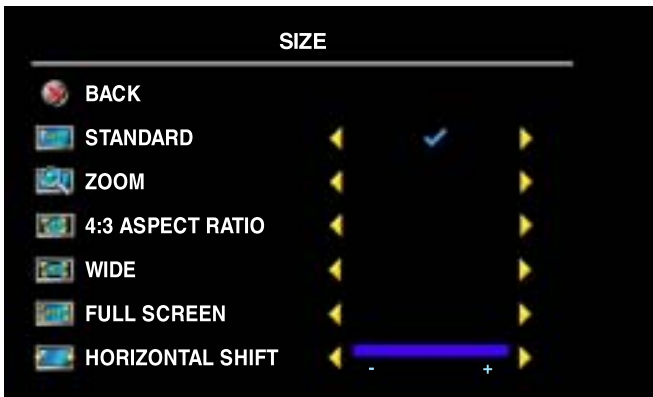 SIZE
BACK
STANDARD
ZOOM
4:3 ASPECT RATIO
WIDE
FULL SCREEN
HORIZONTAL SHIFT
- +